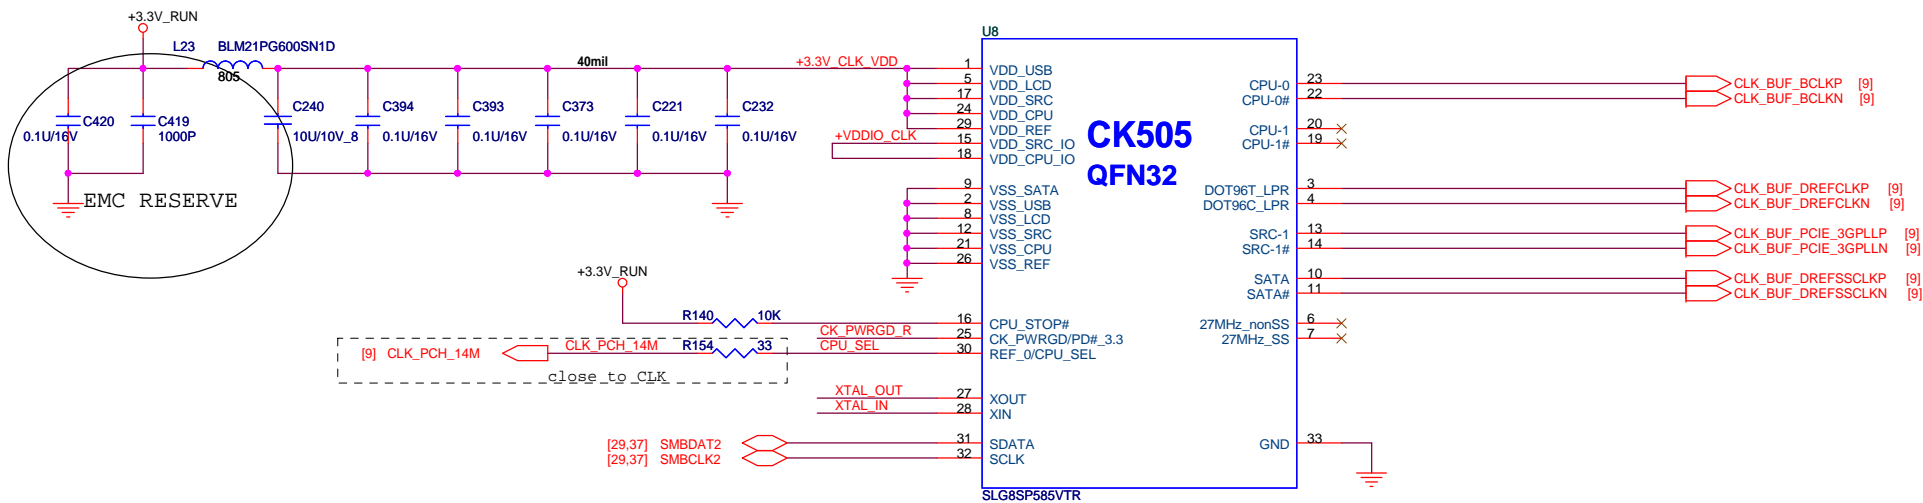 +3.3V_RUN
L23 BLM21PG600SN1D
805
40mil
+3.3V_CLK_VDD
C420
0.1U/16V
C419
1000P
C240
10U/10V_8
C394
0.1U/16V
C393
0.1U/16V
C373
0.1U/16V
C221
0.1U/16V
C232
0.1U/16V
EMC RESERVE
+VDDIO_CLK
+3.3V_RUN
R140 10K
CK_PWRGD_R
[9] CLK_PCH_14M CLK_PCH_14M R154 33 CPU_SEL
close to CLK
XTAL_OUT
XTAL_IN
[29,37] SMBDAT2
[29,37] SMBCLK2
U8
CK505
QFN32
1 VDD_USB
5 VDD_LCD
17 VDD_SRC
24 VDD_CPU
29 VDD_REF
15 VDD_SRC_IO
18 VDD_CPU_IO
9 VSS_SATA
2 VSS_USB
8 VSS_LCD
12 VSS_SRC
21 VSS_CPU
26 VSS_REF
16 CPU_STOP#
25 CK_PWRGD/PD#_3.3
30 REF_0/CPU_SEL
27 XOUT
28 XIN
31 SDATA
32 SCLK
CPU-0 23 CLK_BUF_BCLKP [9]
CPU-0# 22 CLK_BUF_BCLKN [9]
CPU-1 20
CPU-1# 19
DOT96T_LPR 3 CLK_BUF_DREFCLKP [9]
DOT96C_LPR 4 CLK_BUF_DREFCLKN [9]
SRC-1 13 CLK_BUF_PCIE_3GPLLP [9]
SRC-1# 14 CLK_BUF_PCIE_3GPLLN [9]
SATA 10 CLK_BUF_DREFSSCLKP [9]
SATA# 11 CLK_BUF_DREFSSCLKN [9]
27MHz_nonSS 6
27MHz_SS 7
GND 33
SLG8SP585VTR